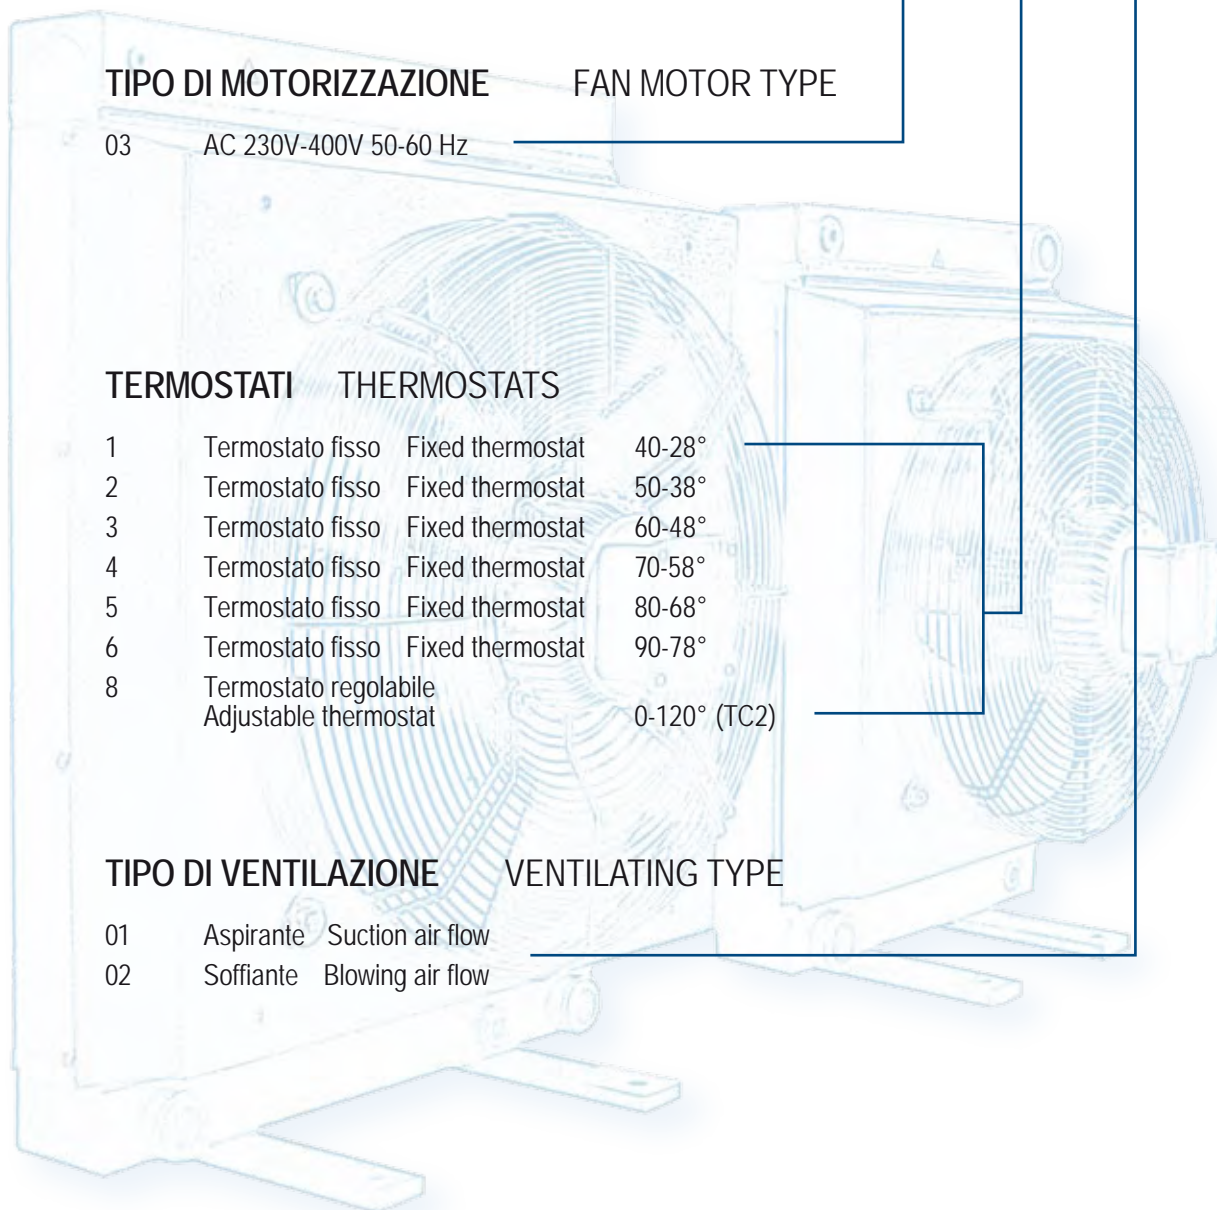 TIPO DI MOTORIZZAZIONE FAN MOTOR TYPE
03 AC 230V-400V 50-60 Hz
TERMOSTATI THERMOSTATS
1 Termostato fisso Fixed thermostat 40-28°
2 Termostato fisso Fixed thermostat 50-38°
3 Termostato fisso Fixed thermostat 60-48°
4 Termostato fisso Fixed thermostat 70-58°
5 Termostato fisso Fixed thermostat 80-68°
6 Termostato fisso Fixed thermostat 90-78°
8 Termostato regolabile
Adjustable thermostat 0-120° (TC2)
TIPO DI VENTILAZIONE VENTILATING TYPE
01 Aspirante Suction air flow
02 Soffiante Blowing air flow